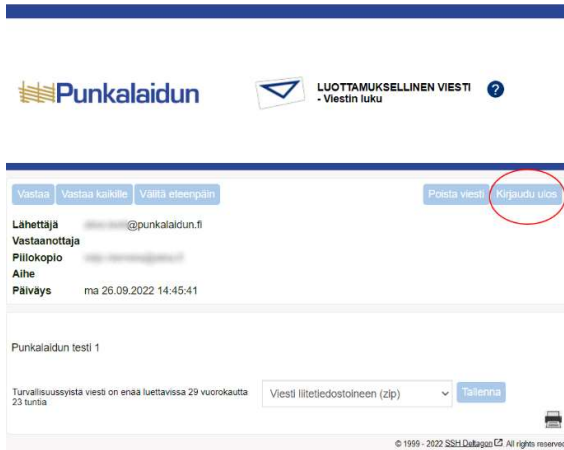 Punkalaidun
LUOTTAMUKSELLINEN VIESTI
- Viestin luku
?
Vastaa Vastaa kaikille Välitä eteenpäin Poista viesti Kirjaudu ulos
Lähettäjä @punkalaidun.fi
Vastaanottaja
Piilokopio
Aihe
Päiväys ma 26.09.2022 14:45:41
Punkalaidun testi 1
Turvallisuussyistä viesti on enää luettavissa 29 vuorokautta
23 tuntia
Viesti liitetiedostoineen (zip) Tallenna
© 1999 - 2022 SSH Deltagon All rights reserved